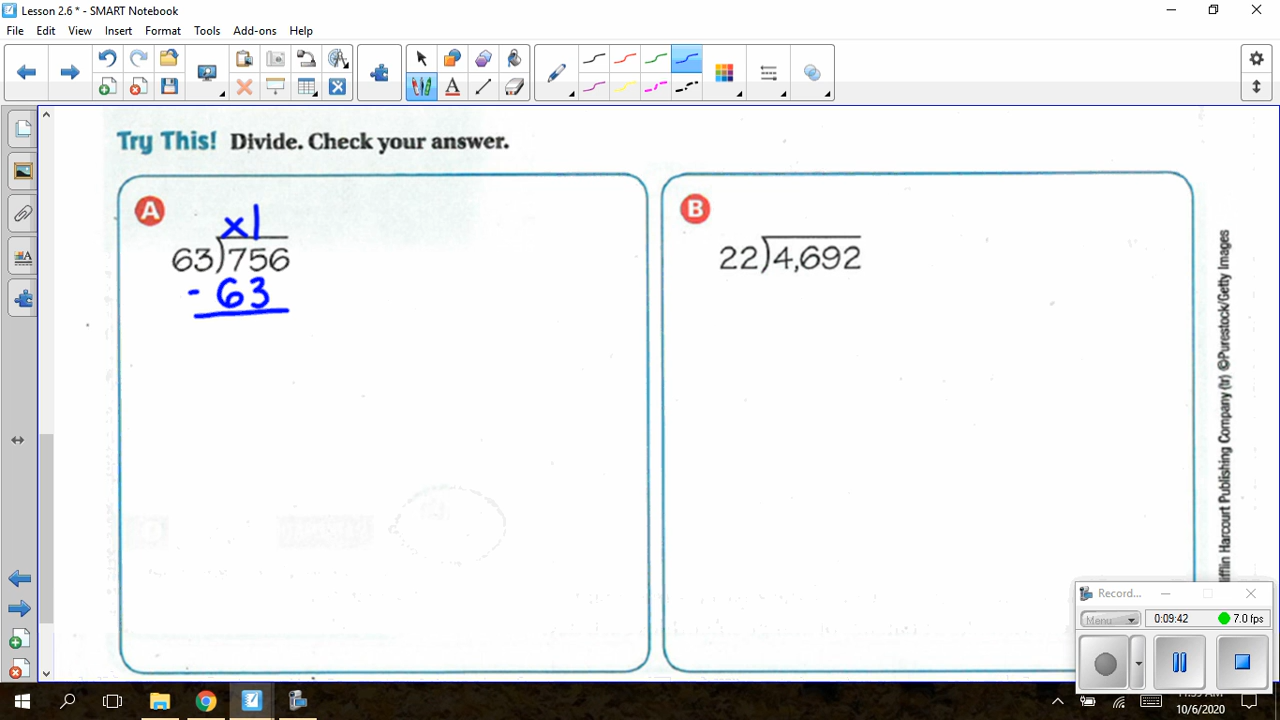 Lesson 2.6 * - SMART Notebook
File Edit View Insert Format Tools Add-ons Help
Try This! Divide. Check your answer.
A
x1
63)756
- 63
B
22)4,692
ifflin Harcourt Publishing Company (tr) ©Purestock/Getty Images
Record...
Menu
0:09:42
7.0 fps
10/6/2020